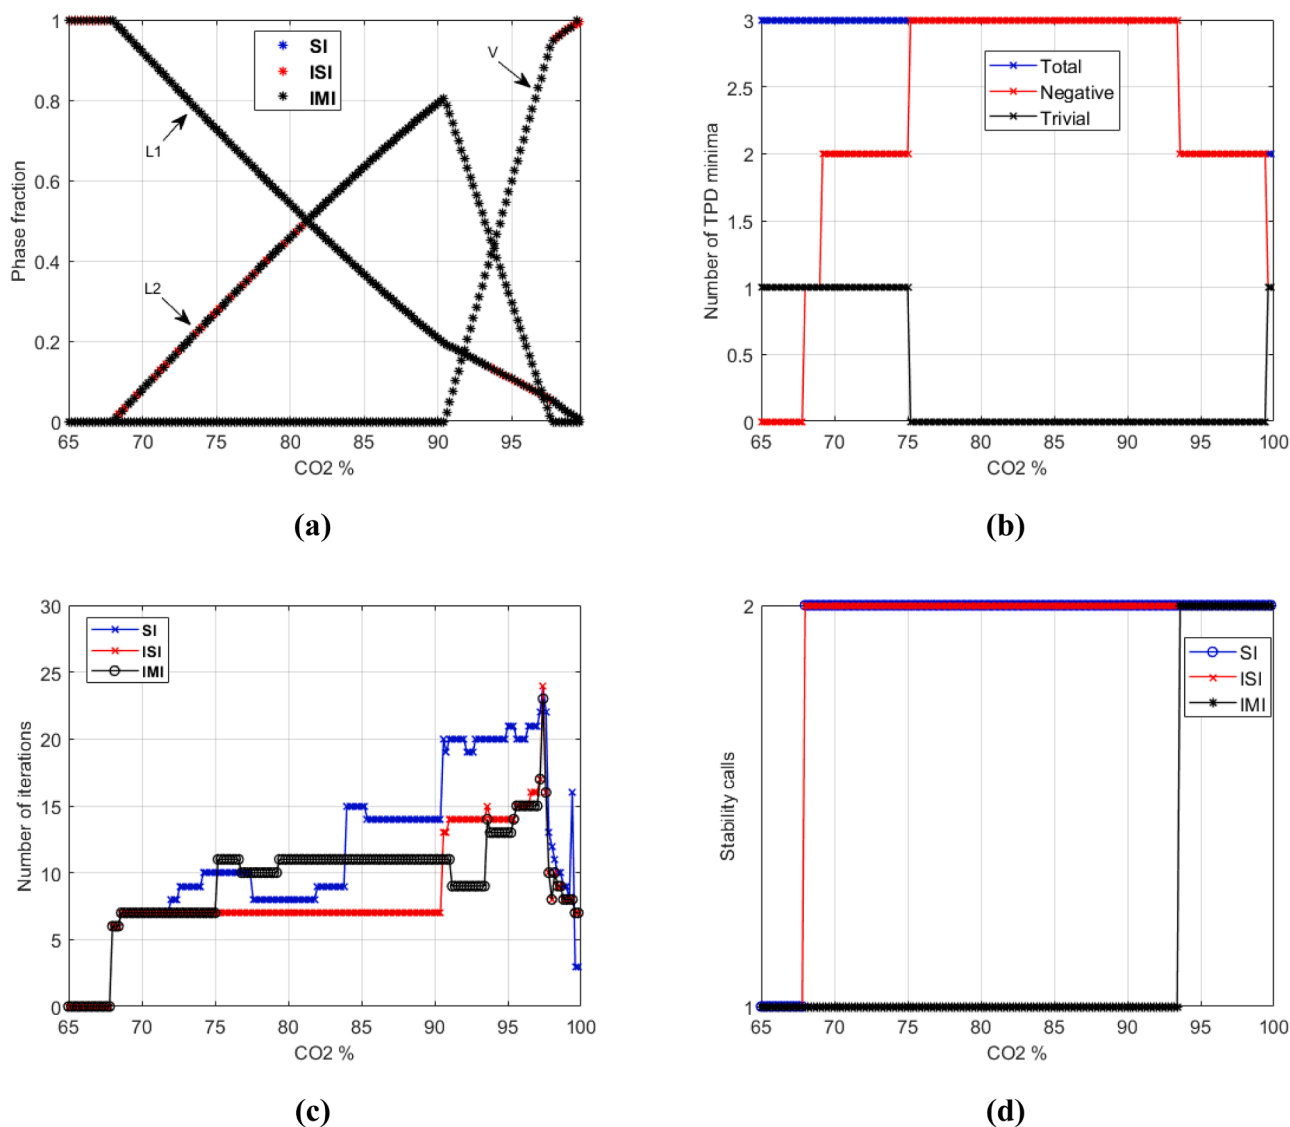 1
0.8
0.6
0.4
0.2
0
65
70
75
80
85
90
95
Phase fraction
CO2 %
SI
ISI
IMI
L1
L2
V
(a)
3
2.5
2
1.5
1
0.5
0
65
70
75
80
85
90
95
100
Number of TPD minima
CO2 %
Total
Negative
Trivial
(b)
30
25
20
15
10
5
0
65
70
75
80
85
90
95
100
Number of iterations
CO2 %
SI
ISI
IMI
(c)
2
1
65
70
75
80
85
90
95
100
Stability calls
CO2 %
SI
ISI
IMI
(d)